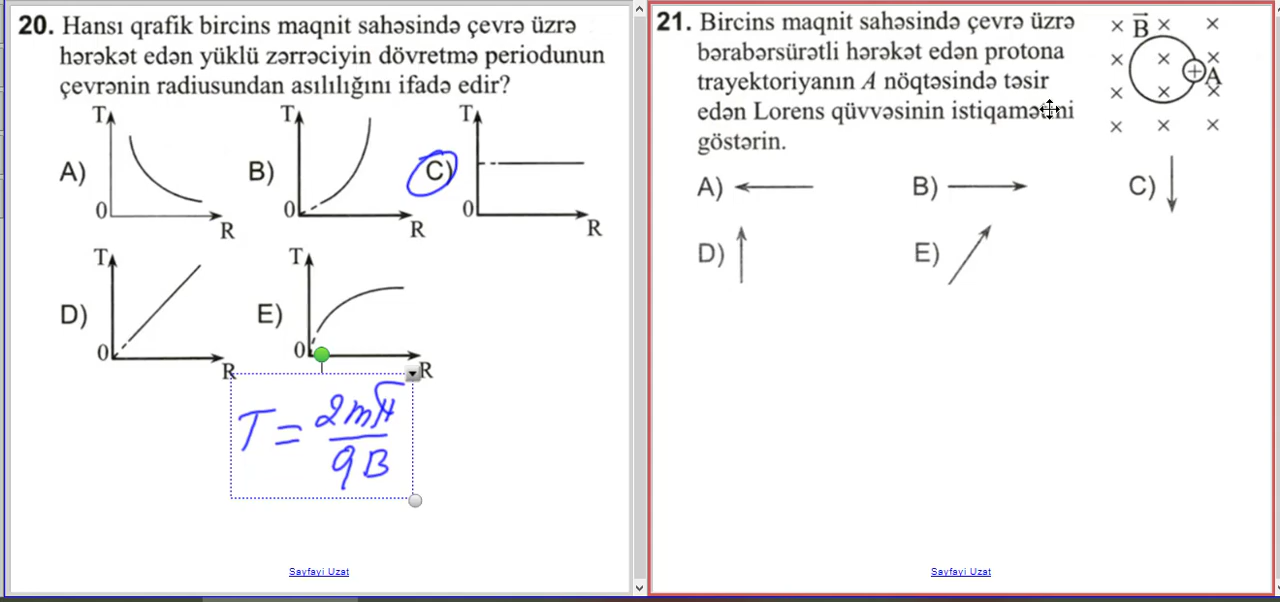 20. Hansı qrafik bircins maqnit sahəsində çevrə üzrə
hərəkət edən yüklü zərrəciyin dövretmə periodunun
çevrənin radiusundan asılılığını ifadə edir?
A) T 0 R
B) T 0 R
C) T 0 R
D) T 0 R
E) T 0 R
T = 2mπ / qB
Sayfayi Uzat
21. Bircins maqnit sahəsində çevrə üzrə
bərabərsürətli hərəkət edən protona
trayektoriyanın A nöqtəsində təsir
edən Lorens qüvvəsinin istiqamətini
göstərin.
B
+ A
A)
B)
C)
D)
E)
Sayfayi Uzat